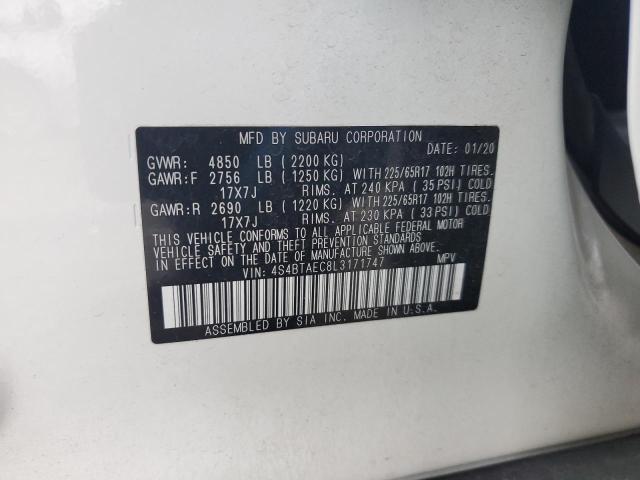 MFD BY SUBARU CORPORATION
DATE: 01/20
GVWR: 4850 LB (2200 KG)
GAWR:F 2756 LB (1250 KG) WITH 225/65R17 102H TIRES.
17X7J RIMS. AT 240 KPA (35 PSI) COLD
GAWR:R 2690 LB (1220 KG) WITH 225/65R17 102H TIRES.
17X7J RIMS. AT 230 KPA (33 PSI) COLD
THIS VEHICLE CONFORMS TO ALL APPLICABLE FEDERAL MOTOR
VEHICLE SAFETY AND THEFT PREVENTION STANDARDS IN
EFFECT ON THE DATE OF MANUFACTURE SHOWN ABOVE.
VIN: 4S4BTAEC8L3171747 MPV
ASSEMBLED BY SIA INC. MADE IN U.S.A.